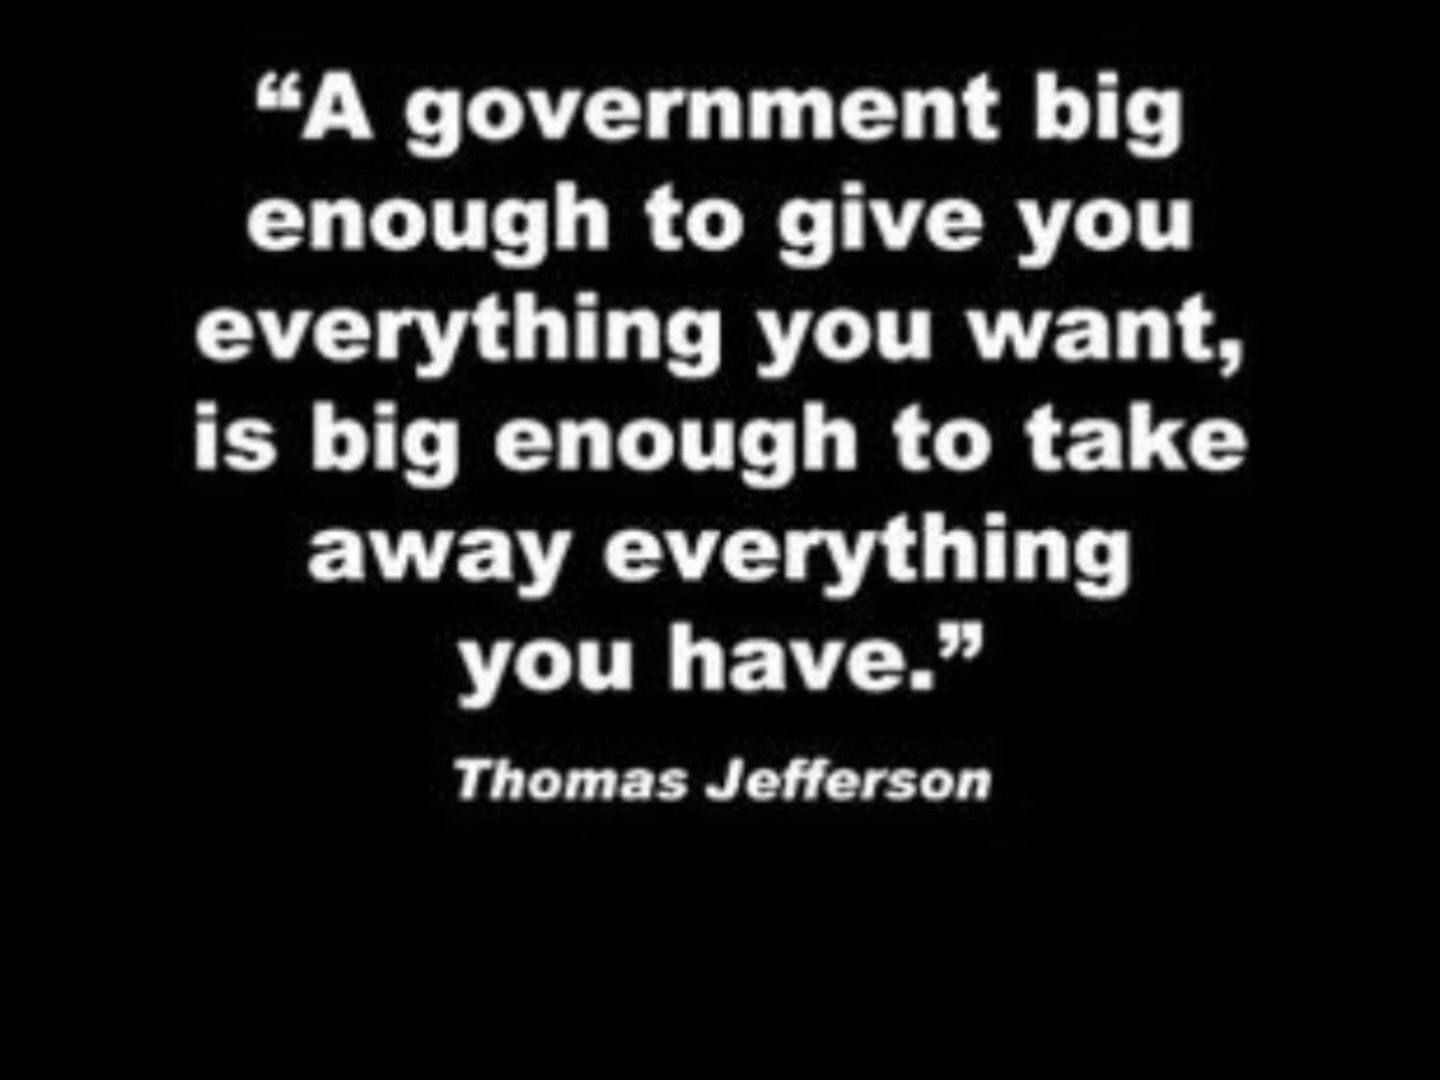 “A government big
enough to give you
everything you want,
is big enough to take
away everything
you have.”
Thomas Jefferson